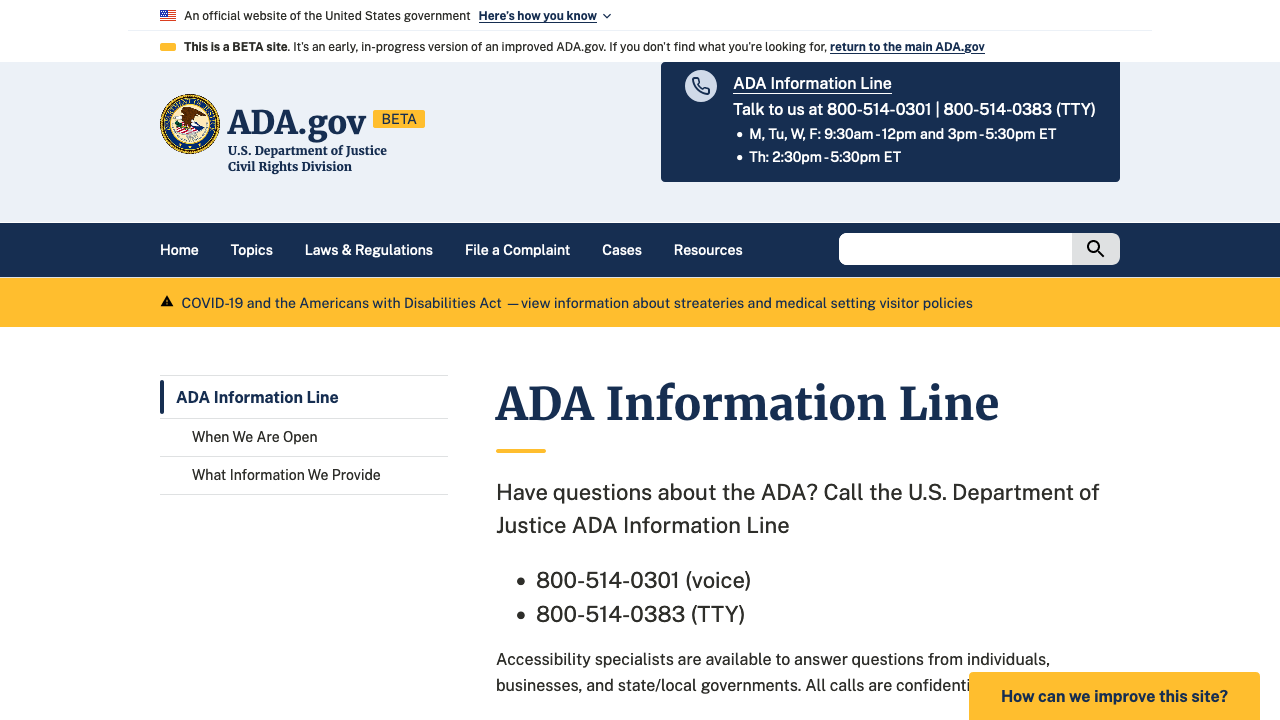 An official website of the United States government Here's how you know
This is a BETA site. It's an early, in-progress version of an improved ADA.gov. If you don't find what you're looking for, return to the main ADA.gov
ADA.gov BETA
U.S. Department of Justice
Civil Rights Division
ADA Information Line
Talk to us at 800-514-0301 | 800-514-0383 (TTY)
• M, Tu, W, F: 9:30am - 12pm and 3pm - 5:30pm ET
• Th: 2:30pm - 5:30pm ET
Home Topics Laws & Regulations File a Complaint Cases Resources
COVID-19 and the Americans with Disabilities Act — view information about streateries and medical setting visitor policies
ADA Information Line
When We Are Open
What Information We Provide
ADA Information Line
Have questions about the ADA? Call the U.S. Department of
Justice ADA Information Line
• 800-514-0301 (voice)
• 800-514-0383 (TTY)
Accessibility specialists are available to answer questions from individuals,
businesses, and state/local governments. All calls are
How can we improve this site?